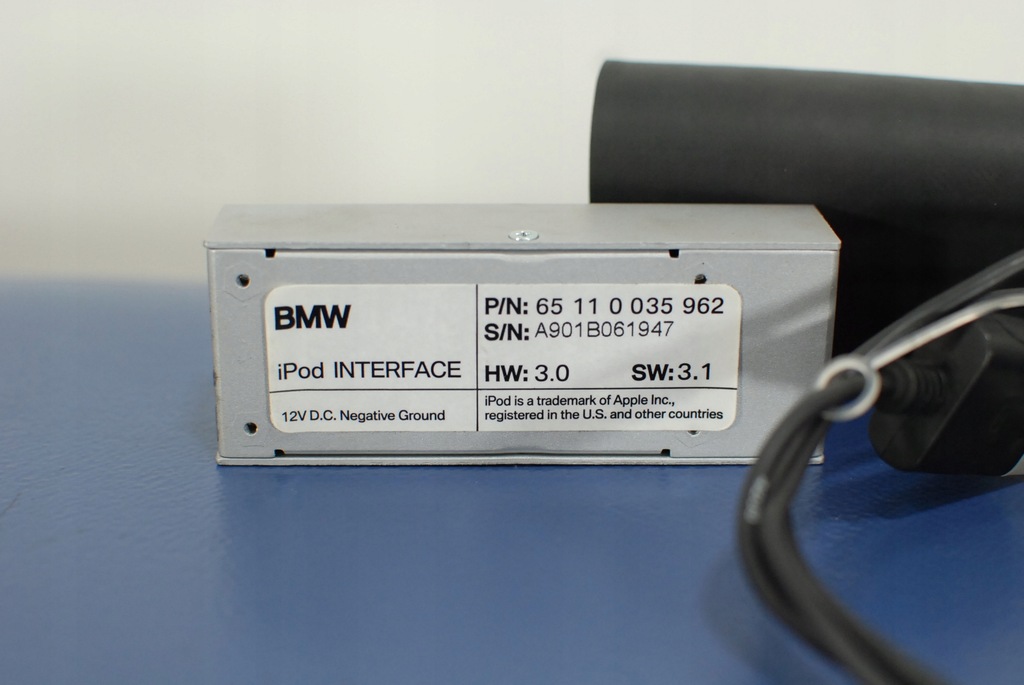 BMW
iPod INTERFACE
12V D.C. Negative Ground
P/N: 65 11 0 035 962
S/N: A901B061947
HW: 3.0 SW: 3.1
iPod is a trademark of Apple Inc.,
registered in the U.S. and other countries